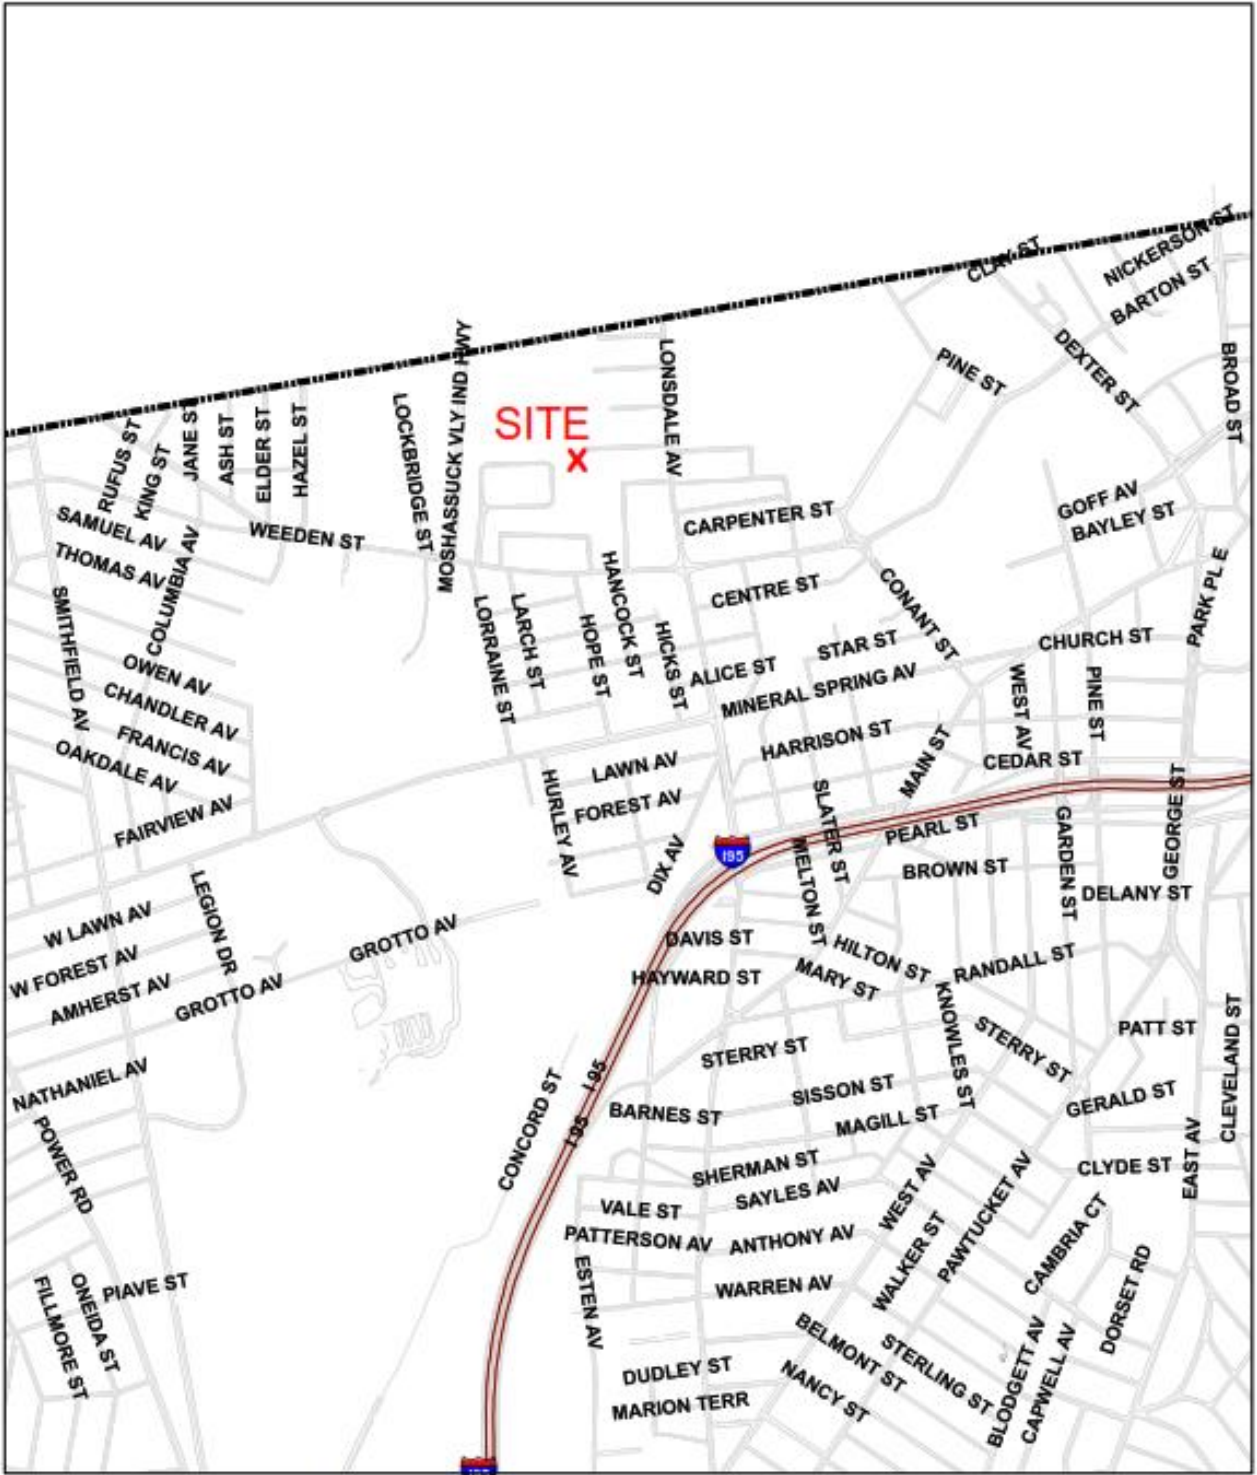 NICKERSON ST
CLAY ST
BARTON ST
DEXTER ST
BROAD ST
PINE ST
LONSDALE AV
MOSHASSUCK VLY IND HWY
LOCKBRIDGE ST
SITE
X
RUFUS ST
KING ST
JANE ST
ASH ST
ELDER ST
HAZEL ST
SAMUEL AV
WEEDEN ST
CARPENTER ST
GOFF AV
BAYLEY ST
THOMAS AV
COLUMBIA AV
SMITHFIELD AV
CENTRE ST
CONANT ST
PARK PL E
LORRAINE ST
LARCH ST
HOPE ST
HANCOCK ST
HICKS ST
ALICE ST
STAR ST
CHURCH ST
MINERAL SPRING AV
OWEN AV
CHANDLER AV
FRANCIS AV
OAKDALE AV
FAIRVIEW AV
WEST AV
PINE ST
HARRISON ST
MAIN ST
CEDAR ST
LAWN AV
FOREST AV
HURLEY AV
DIX AV
SLATER ST
PEARL ST
GEORGE ST
I95
MELTON ST
BROWN ST
GARDEN ST
DELANY ST
LEGION DR
W LAWN AV
W FOREST AV
AMHERST AV
GROTTO AV
GROTTO AV
DAVIS ST
HAYWARD ST
HILTON ST
MARY ST
RANDALL ST
KNOWLES ST
STERRY ST
PATT ST
CLEVELAND ST
NATHANIEL AV
STERRY ST
I 95
I 95
CONCORD ST
SISSON ST
BARNES ST
MAGILL ST
GERALD ST
POWER RD
EAST AV
CLYDE ST
SHERMAN ST
SAYLES AV
WEST AV
PAWTUCKET AV
VALE ST
PATTERSON AV
ANTHONY AV
WALKER ST
CAMBRIA CT
DORSET RD
PIAVE ST
ONEIDA ST
FILLMORE ST
ESTEN AV
WARREN AV
BELMONT ST
STERLING ST
BLODGETT AV
CAPWELL AV
DUDLEY ST
NANCY ST
MARION TERR